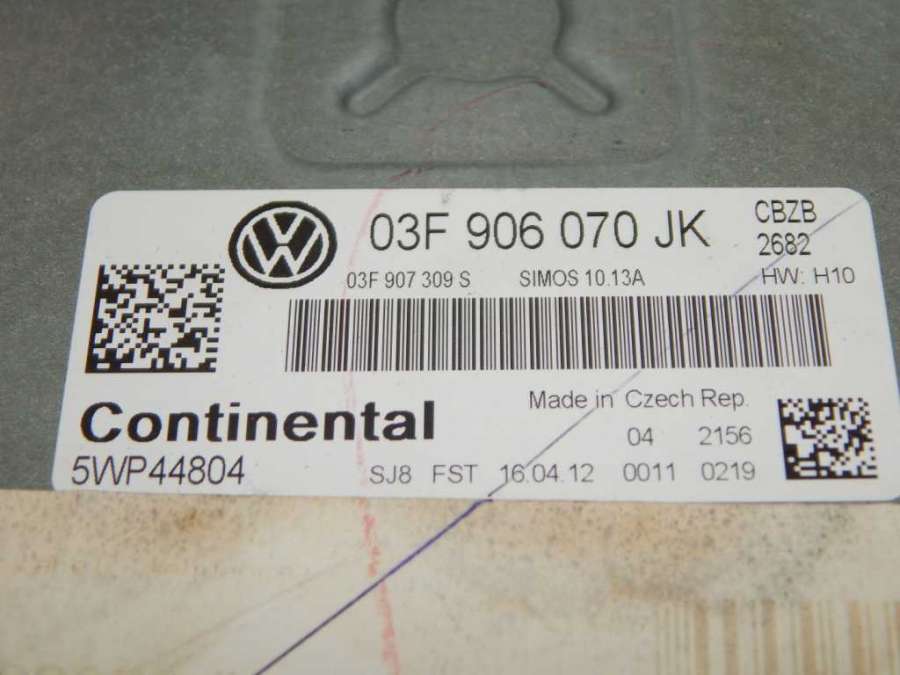 03F 906 070 JK CBZB
2682
03F 907 309 S SIMOS 10.13A HW: H10
Continental Made in Czech Rep.
04 2156
5WP44804 SJ8 FST 16.04.12 0011 0219